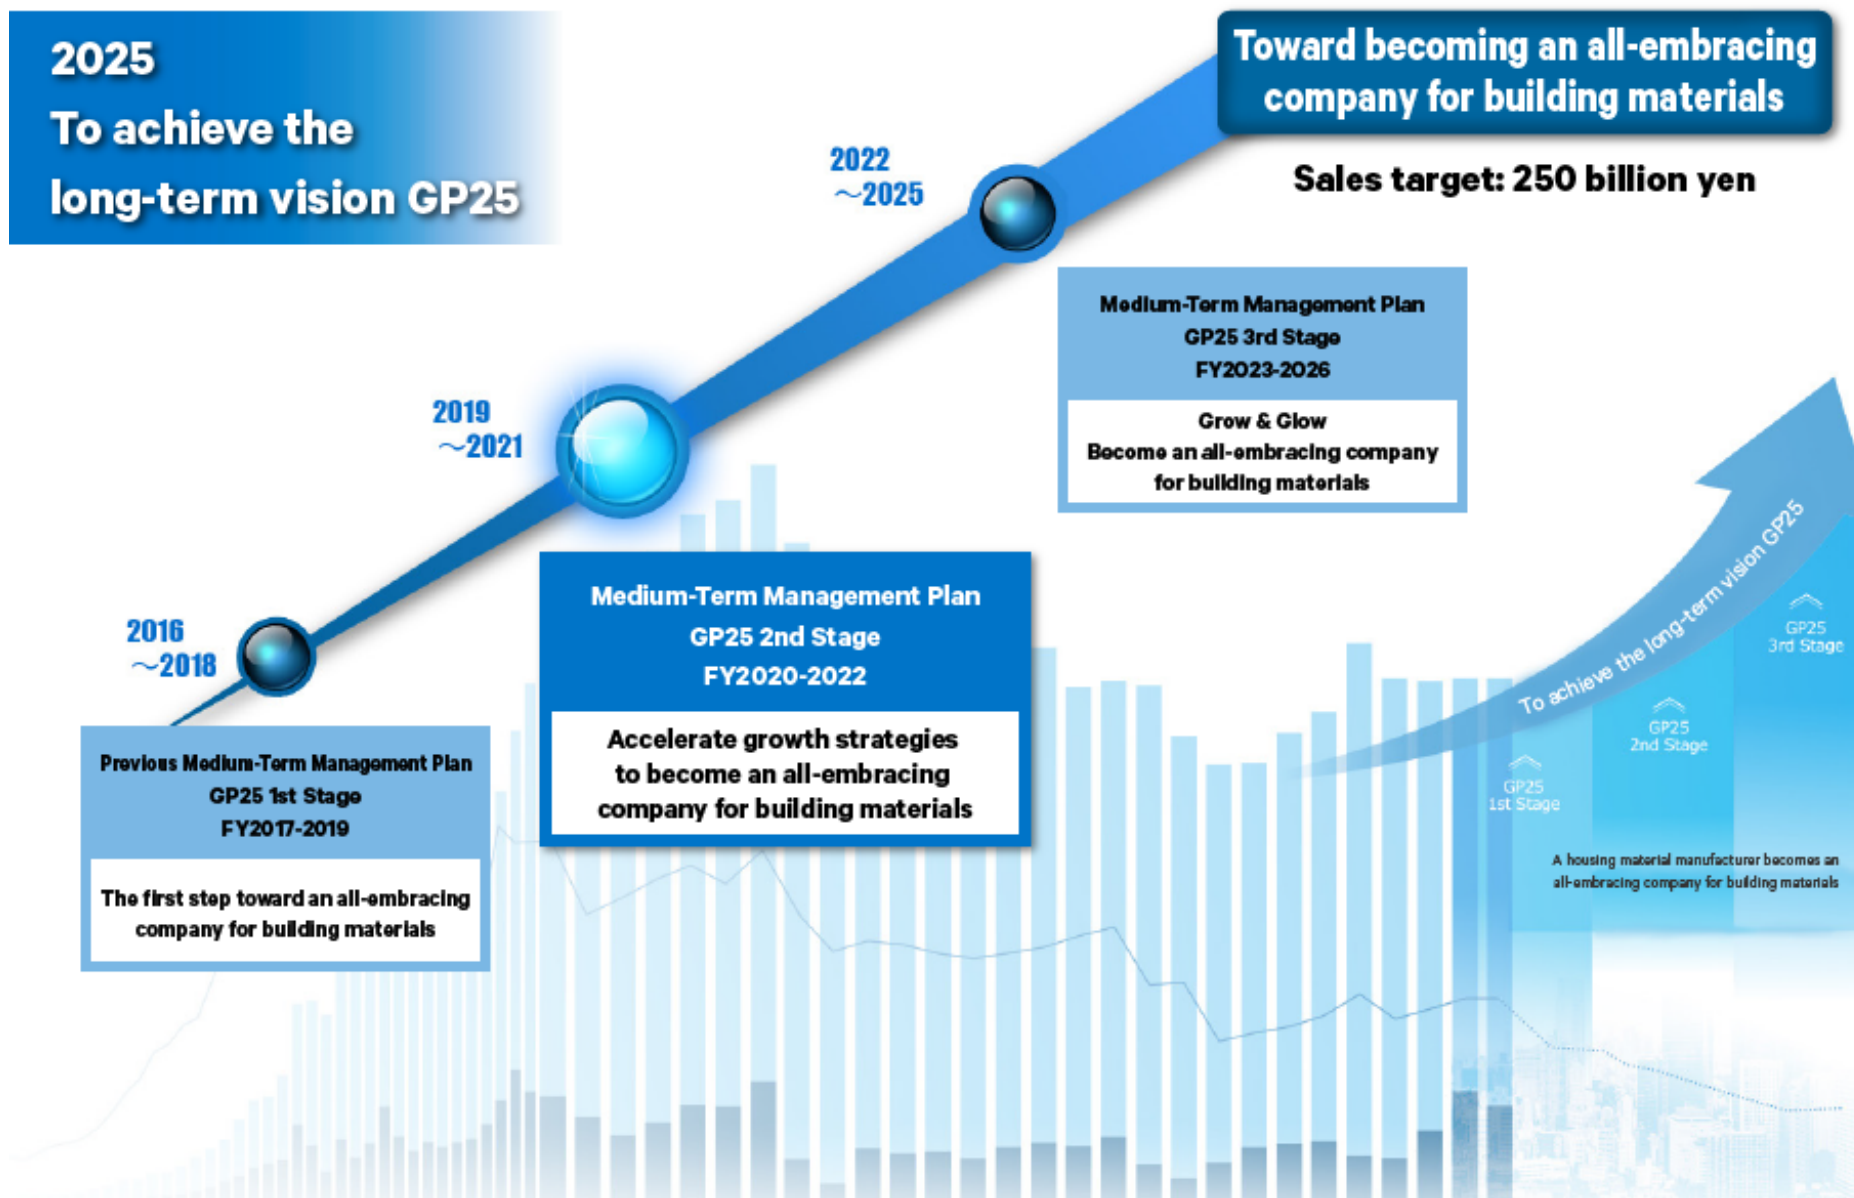 2025
To achieve the
long-term vision GP25
Toward becoming an all-embracing
company for building materials
Sales target: 250 billion yen
2022
～2025
Medium-Term Management Plan
GP25 3rd Stage
FY2023-2026
Grow & Glow
Become an all-embracing company
for building materials
2019
～2021
Medium-Term Management Plan
GP25 2nd Stage
FY2020-2022
Accelerate growth strategies
to become an all-embracing
company for building materials
2016
～2018
Previous Medium-Term Management Plan
GP25 1st Stage
FY2017-2019
The first step toward an all-embracing
company for building materials
To achieve the long-term vision GP25
GP25
3rd Stage
GP25
2nd Stage
GP25
1st Stage
A housing material manufacturer becomes an
all-embracing company for building materials